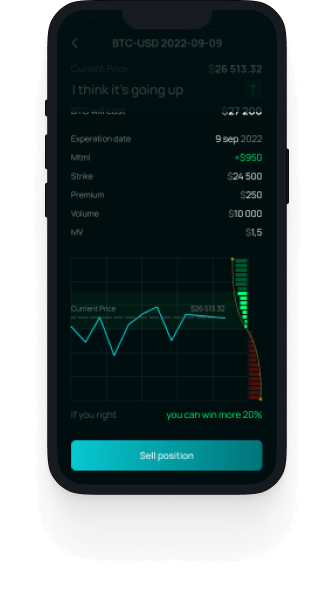 BTC-USD 2022-09-09
Current Price $26 513.32
I think it's going up ↑
BTC will cost $27 200
Experation date 9 sep 2022
Mtml +$950
Strike $24 500
Premium $250
Volume $10 000
MV $1,5
Current Price $26 513.32
If you right you can win more 20%
Sell position